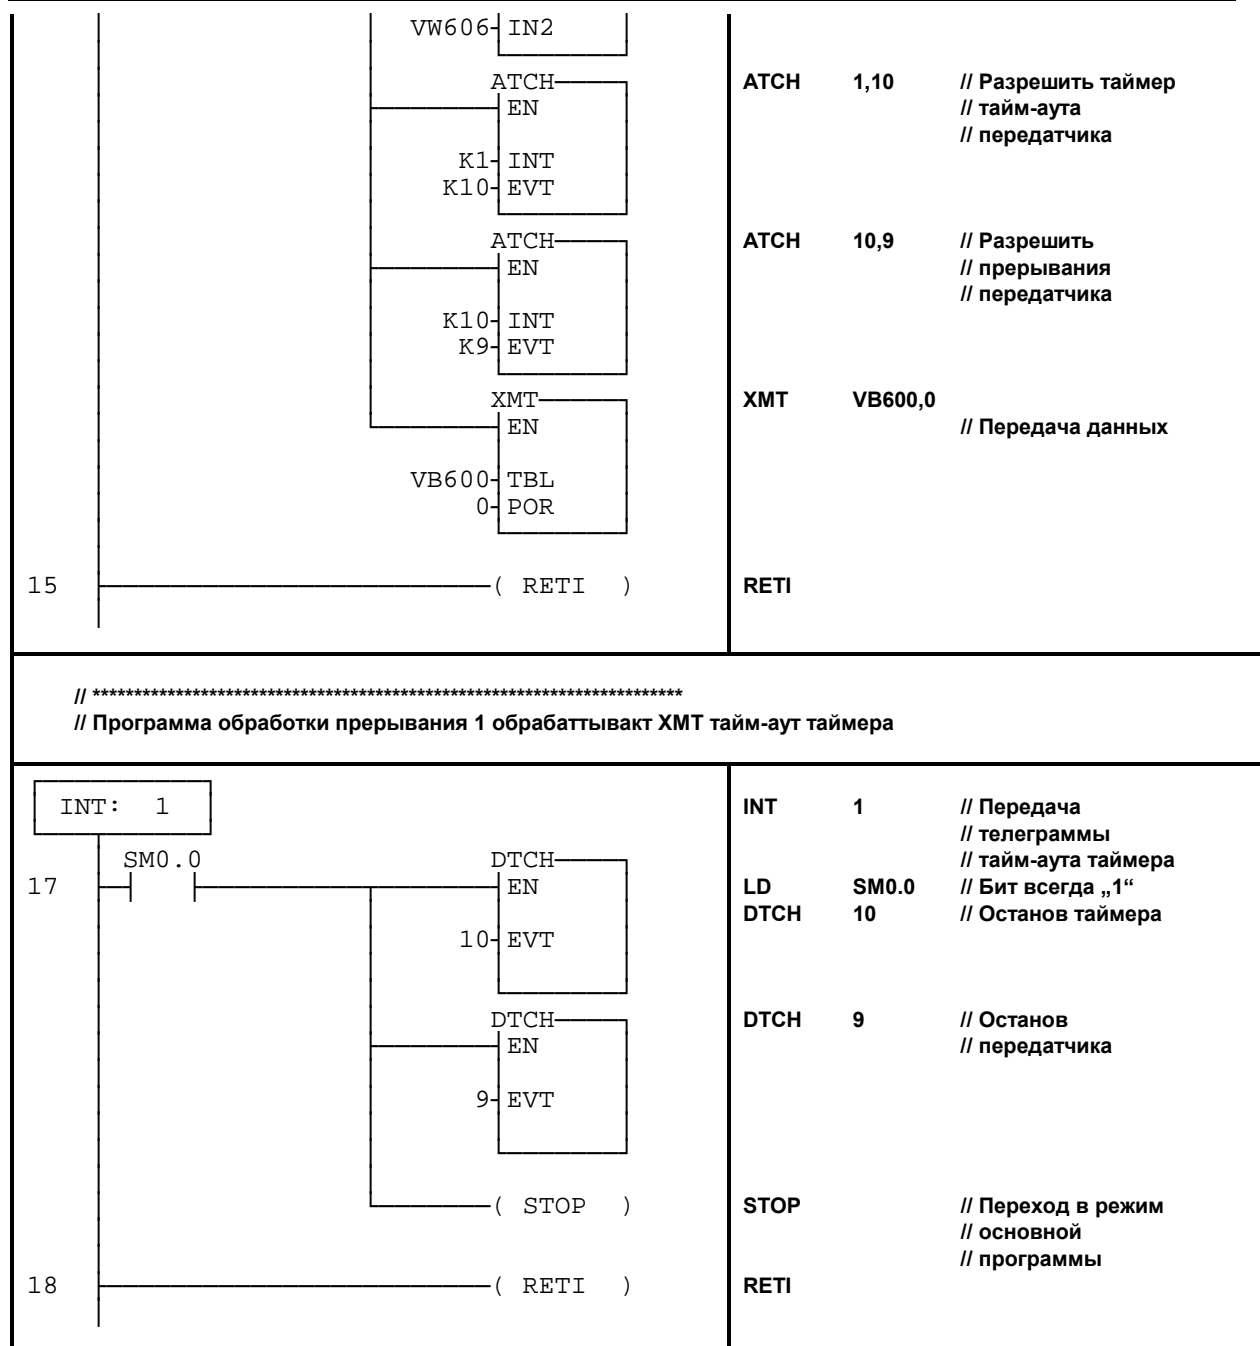 VW606 IN2
ATCH ATCH 1,10 // Разрешить таймер
EN // тайм-аута
// передатчика
K1 INT
K10 EVT
ATCH ATCH 10,9 // Разрешить
EN // прерывания
// передатчика
K10 INT
K9 EVT
XMT XMT VB600,0
EN // Передача данных
VB600 TBL
0 POR
15 ( RETI ) RETI
// ***********************************************************************
// Программа обработки прерывания 1 обрабаттывакт XMT тайм-аут таймера
INT: 1 INT 1 // Передача
// телеграммы
SM0.0 DTCH // тайм-аута таймера
17 EN LD SM0.0 // Бит всегда „1“
DTCH 10 // Останов таймера
10 EVT
DTCH DTCH 9 // Останов
EN // передатчика
9 EVT
( STOP ) STOP // Переход в режим
// основной
// программы
18 ( RETI ) RETI